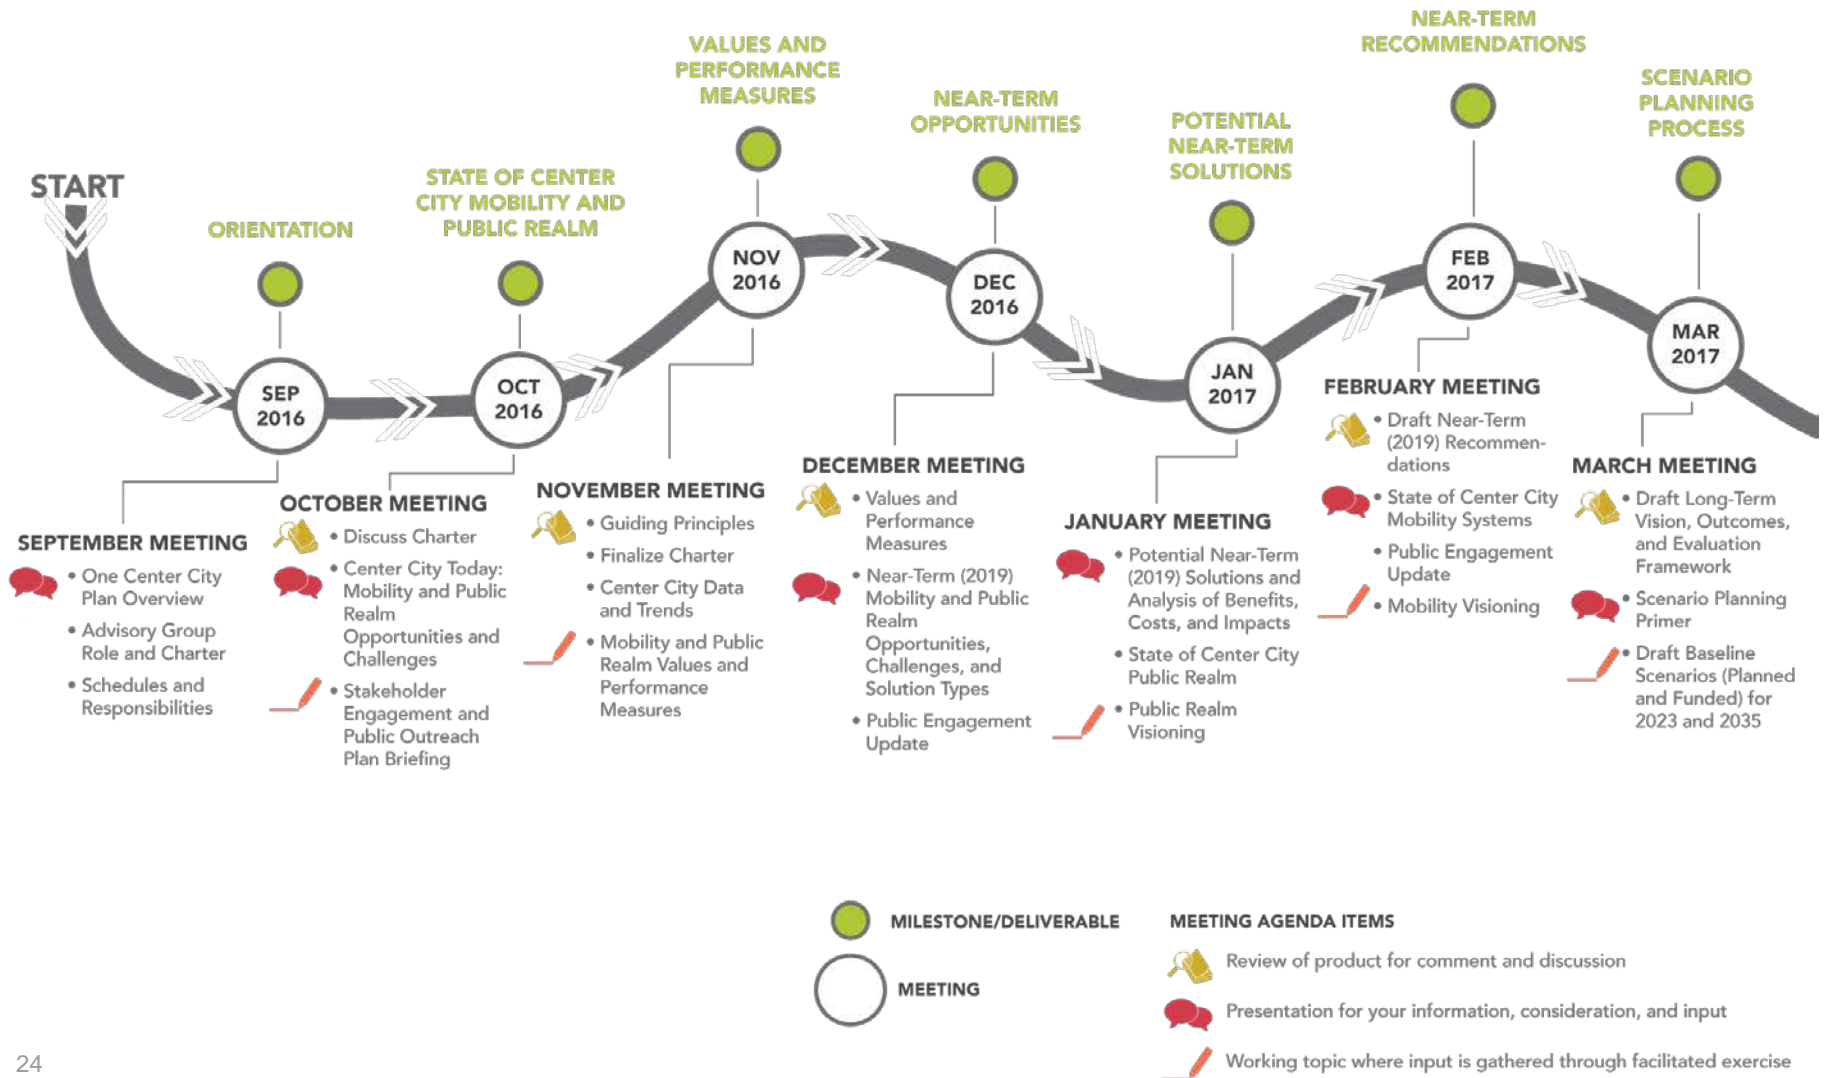 START
ORIENTATION
SEP
2016
SEPTEMBER MEETING
• One Center City
Plan Overview
• Advisory Group
Role and Charter
• Schedules and
Responsibilities
STATE OF CENTER
CITY MOBILITY AND
PUBLIC REALM
OCT
2016
OCTOBER MEETING
• Discuss Charter
• Center City Today:
Mobility and Public
Realm
Opportunities and
Challenges
• Stakeholder
Engagement and
Public Outreach
Plan Briefing
VALUES AND
PERFORMANCE
MEASURES
NOV
2016
NOVEMBER MEETING
• Guiding Principles
• Finalize Charter
• Center City Data
and Trends
• Mobility and Public
Realm Values and
Performance
Measures
NEAR-TERM
OPPORTUNITIES
DEC
2016
DECEMBER MEETING
• Values and
Performance
Measures
• Near-Term (2019)
Mobility and Public
Realm
Opportunities,
Challenges, and
Solution Types
• Public Engagement
Update
POTENTIAL
NEAR-TERM
SOLUTIONS
JAN
2017
JANUARY MEETING
• Potential Near-Term
(2019) Solutions and
Analysis of Benefits,
Costs, and Impacts
• State of Center City
Public Realm
• Public Realm
Visioning
NEAR-TERM
RECOMMENDATIONS
FEB
2017
FEBRUARY MEETING
• Draft Near-Term
(2019) Recommen-
dations
• State of Center City
Mobility Systems
• Public Engagement
Update
• Mobility Visioning
SCENARIO
PLANNING
PROCESS
MAR
2017
MARCH MEETING
• Draft Long-Term
Vision, Outcomes,
and Evaluation
Framework
• Scenario Planning
Primer
• Draft Baseline
Scenarios (Planned
and Funded) for
2023 and 2035
MILESTONE/DELIVERABLE
MEETING
MEETING AGENDA ITEMS
Review of product for comment and discussion
Presentation for your information, consideration, and input
Working topic where input is gathered through facilitated exercise
24